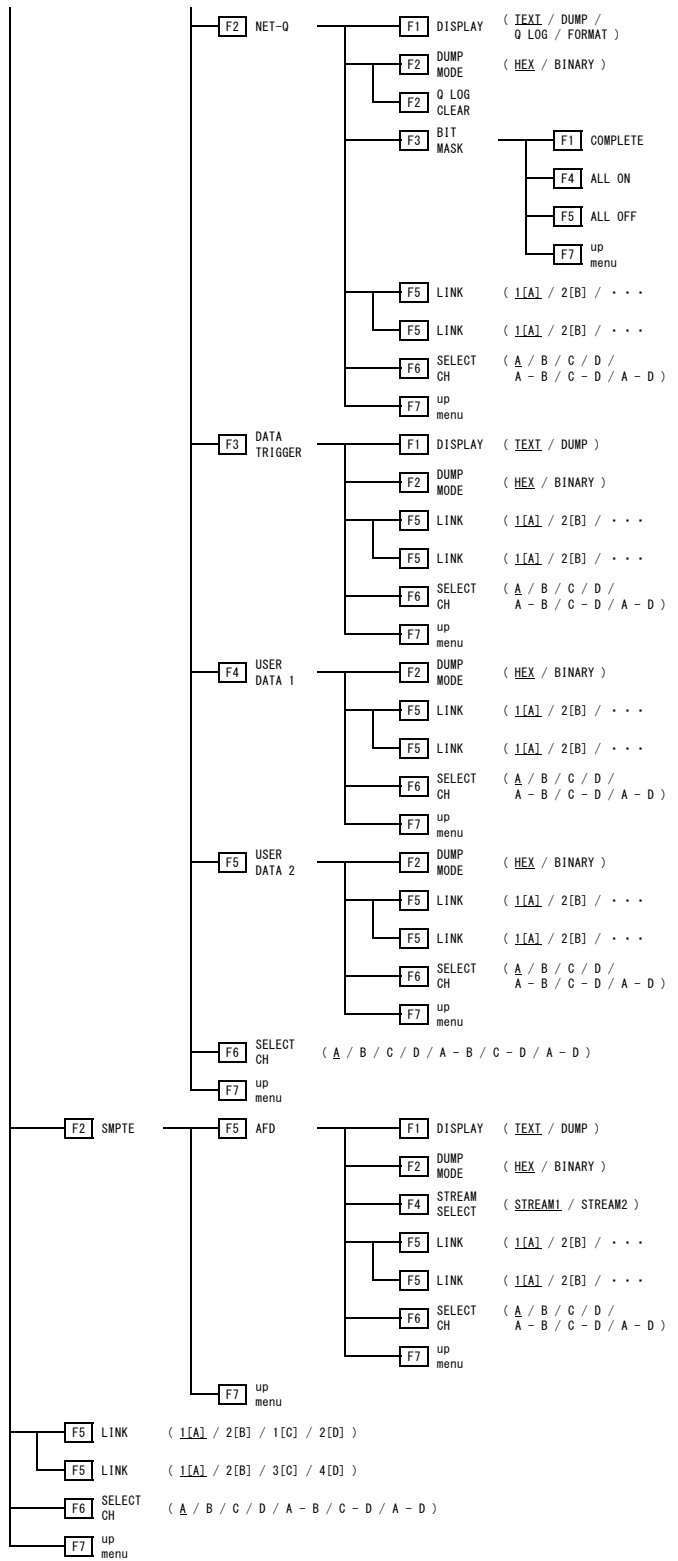 F2 NET-Q F1 DISPLAY ( TEXT / DUMP /
Q LOG / FORMAT )
F2 DUMP
MODE ( HEX / BINARY )
F2 Q LOG
CLEAR
F3 BIT
MASK F1 COMPLETE
F4 ALL ON
F5 ALL OFF
F7 up
menu
F5 LINK ( 1[A] / 2[B] / ・・・
F5 LINK ( 1[A] / 2[B] / ・・・
F6 SELECT
CH ( A / B / C / D /
A - B / C - D / A - D )
F7 up
menu
F3 DATA
TRIGGER F1 DISPLAY ( TEXT / DUMP )
F2 DUMP
MODE ( HEX / BINARY )
F5 LINK ( 1[A] / 2[B] / ・・・
F5 LINK ( 1[A] / 2[B] / ・・・
F6 SELECT
CH ( A / B / C / D /
A - B / C - D / A - D )
F7 up
menu
F4 USER
DATA 1 F2 DUMP
MODE ( HEX / BINARY )
F5 LINK ( 1[A] / 2[B] / ・・・
F5 LINK ( 1[A] / 2[B] / ・・・
F6 SELECT
CH ( A / B / C / D /
A - B / C - D / A - D )
F7 up
menu
F5 USER
DATA 2 F2 DUMP
MODE ( HEX / BINARY )
F5 LINK ( 1[A] / 2[B] / ・・・
F5 LINK ( 1[A] / 2[B] / ・・・
F6 SELECT
CH ( A / B / C / D /
A - B / C - D / A - D )
F7 up
menu
F6 SELECT
CH ( A / B / C / D / A - B / C - D / A - D )
F7 up
menu
F2 SMPTE F5 AFD F1 DISPLAY ( TEXT / DUMP )
F2 DUMP
MODE ( HEX / BINARY )
F4 STREAM
SELECT ( STREAM1 / STREAM2 )
F5 LINK ( 1[A] / 2[B] / ・・・
F5 LINK ( 1[A] / 2[B] / ・・・
F6 SELECT
CH ( A / B / C / D /
A - B / C - D / A - D )
F7 up
menu
F7 up
menu
F5 LINK ( 1[A] / 2[B] / 1[C] / 2[D] )
F5 LINK ( 1[A] / 2[B] / 3[C] / 4[D] )
F6 SELECT
CH ( A / B / C / D / A - B / C - D / A - D )
F7 up
menu